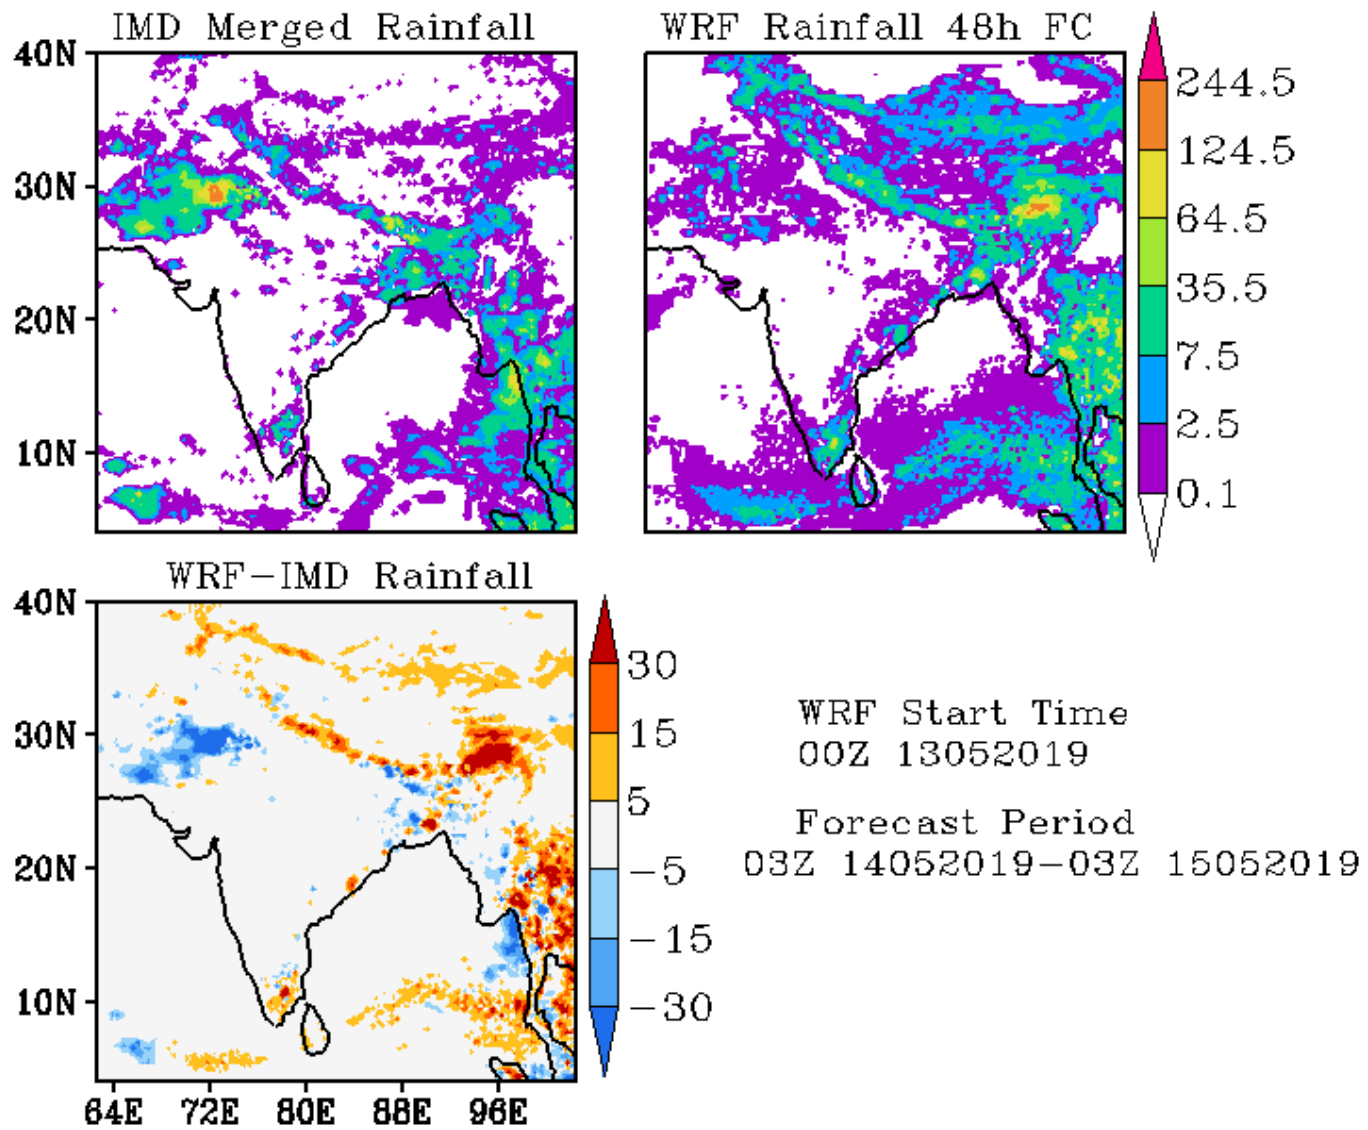 IMD Merged Rainfall
WRF Rainfall 48h FC
40N
30N
20N
10N
244.5
124.5
64.5
35.5
7.5
2.5
0.1
WRF-IMD Rainfall
40N
30N
20N
10N
64E 72E 80E 88E 96E
30
15
5
-5
-15
-30
WRF Start Time
00Z 13052019
Forecast Period
03Z 14052019-03Z 15052019